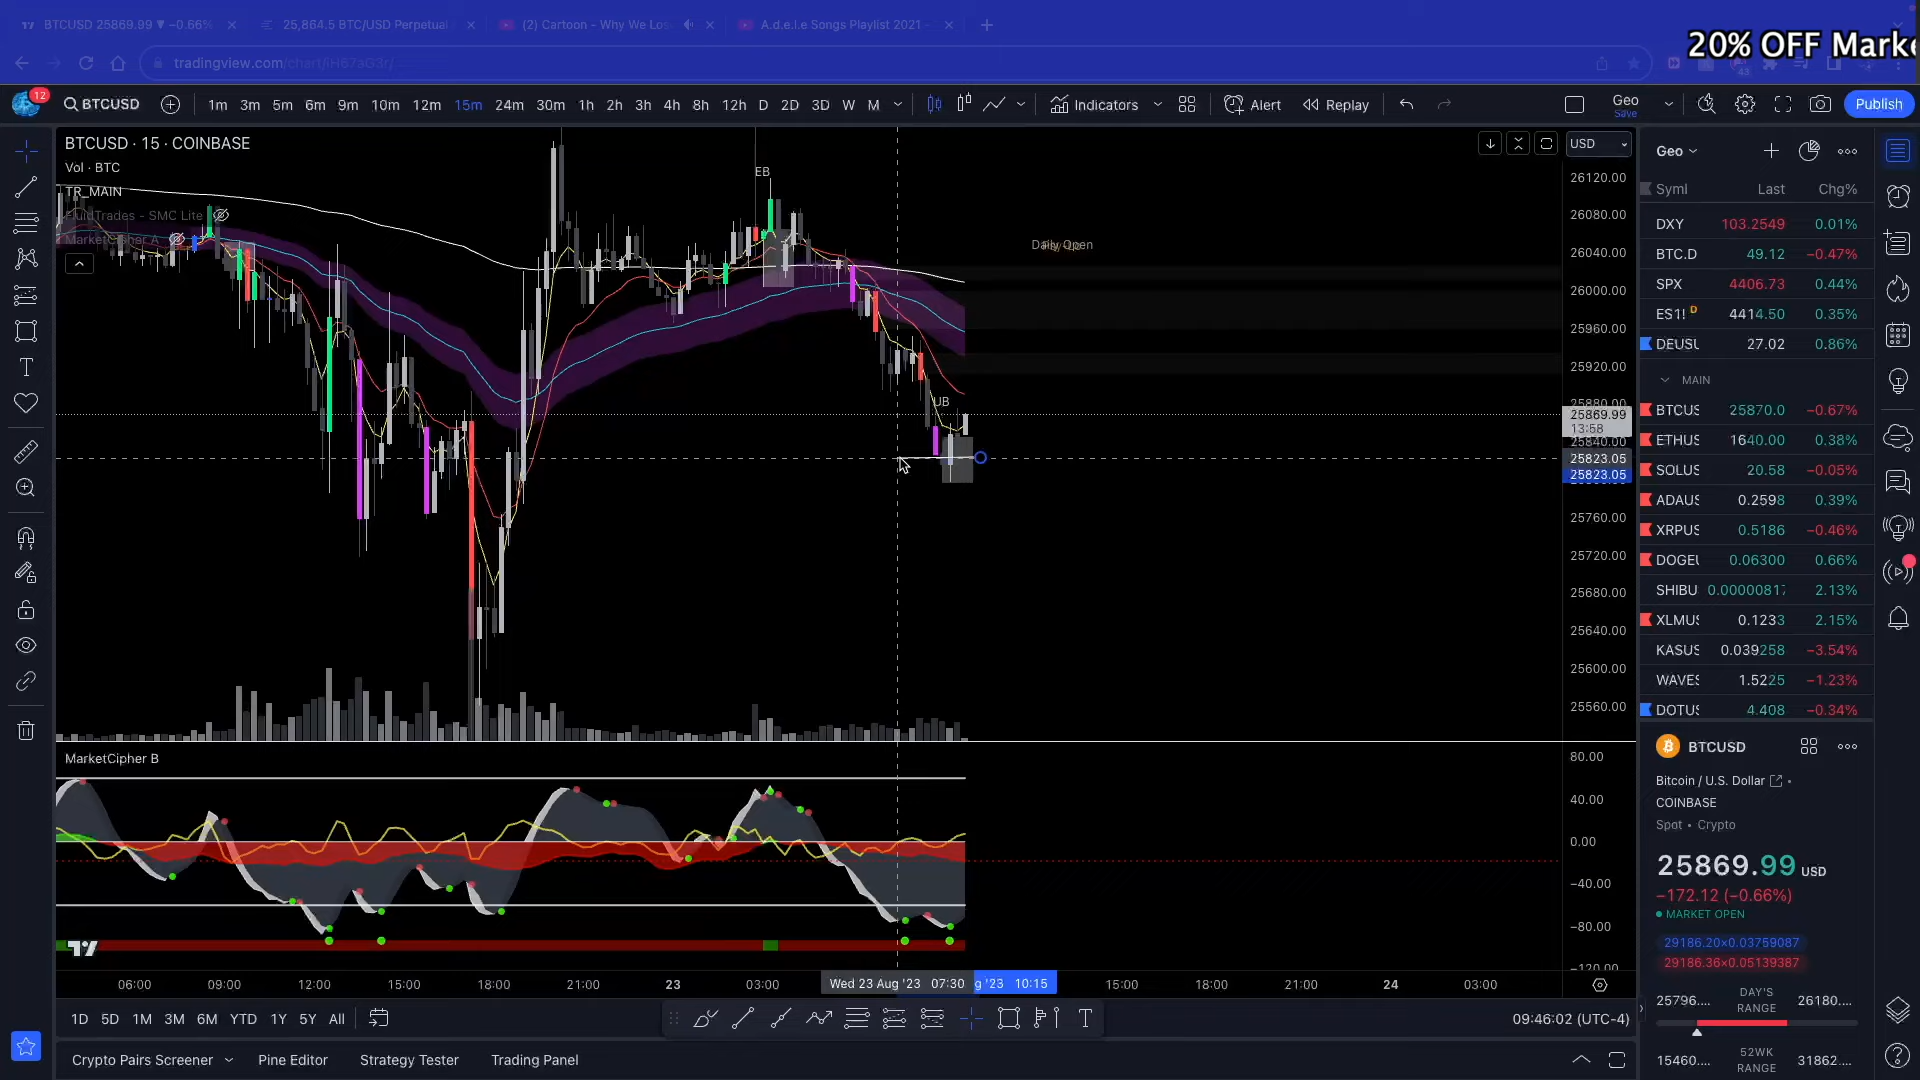 BTCUSD 25869.99 ▼ −0.66%
25,864.5 BTC/USD Perpetual
(2) Cartoon - Why We Los
A.d.e.l.e Songs Playlist 2021 -
20% OFF Marke
tradingview.com/chart/iH673G3r/
12
BTCUSD
1m 3m 5m 6m 9m 10m 12m 15m 24m 30m 1h 2h 3h 4h 8h 12h D 2D 3D W M
Indicators
Alert
Replay
Geo
Save
Publish
BTCUSD · 15 · COINBASE
Vol · BTC
TR_MAIN
FluidTrades - SMC Lite
MarketCipher A
EB
UB
Daily Open
USD
26120.00
26080.00
26040.00
26000.00
25960.00
25920.00
25880.00
25869.99
13:58
25840.00
25823.05
25823.05
25760.00
25720.00
25680.00
25640.00
25600.00
25560.00
MarketCipher B
80.00
40.00
0.00
−40.00
−80.00
−120.00
06:00 09:00 12:00 15:00 18:00 21:00 23 03:00 Wed 23 Aug '23 07:30 g '23 10:15 15:00 18:00 21:00 24 03:00
1D 5D 1M 3M 6M YTD 1Y 5Y All
09:46:02 (UTC-4)
Crypto Pairs Screener Pine Editor Strategy Tester Trading Panel
Geo
Syml Last Chg%
DXY 103.2549 0.01%
BTC.D 49.12 −0.47%
SPX 4406.73 0.44%
ES1! D 4414.50 0.35%
DEUSU 27.02 0.86%
MAIN
BTCUS 25870.0 −0.67%
ETHUS 1640.00 0.38%
SOLUS 20.58 −0.05%
ADAUS 0.2598 0.39%
XRPUS 0.5186 −0.46%
DOGEU 0.06300 0.66%
SHIBU 0.00000817 2.13%
XLMUS 0.1233 2.15%
KASUS 0.039258 −3.54%
WAVES 1.5225 −1.23%
DOTUS 4.408 −0.34%
BTCUSD
Bitcoin / U.S. Dollar
COINBASE
Spot • Crypto
25869.99 USD
−172.12 (−0.66%)
MARKET OPEN
29186.20×0.03759087
29186.36×0.05139387
25796.... DAY'S RANGE 26180....
15460.... 52WK RANGE 31862....